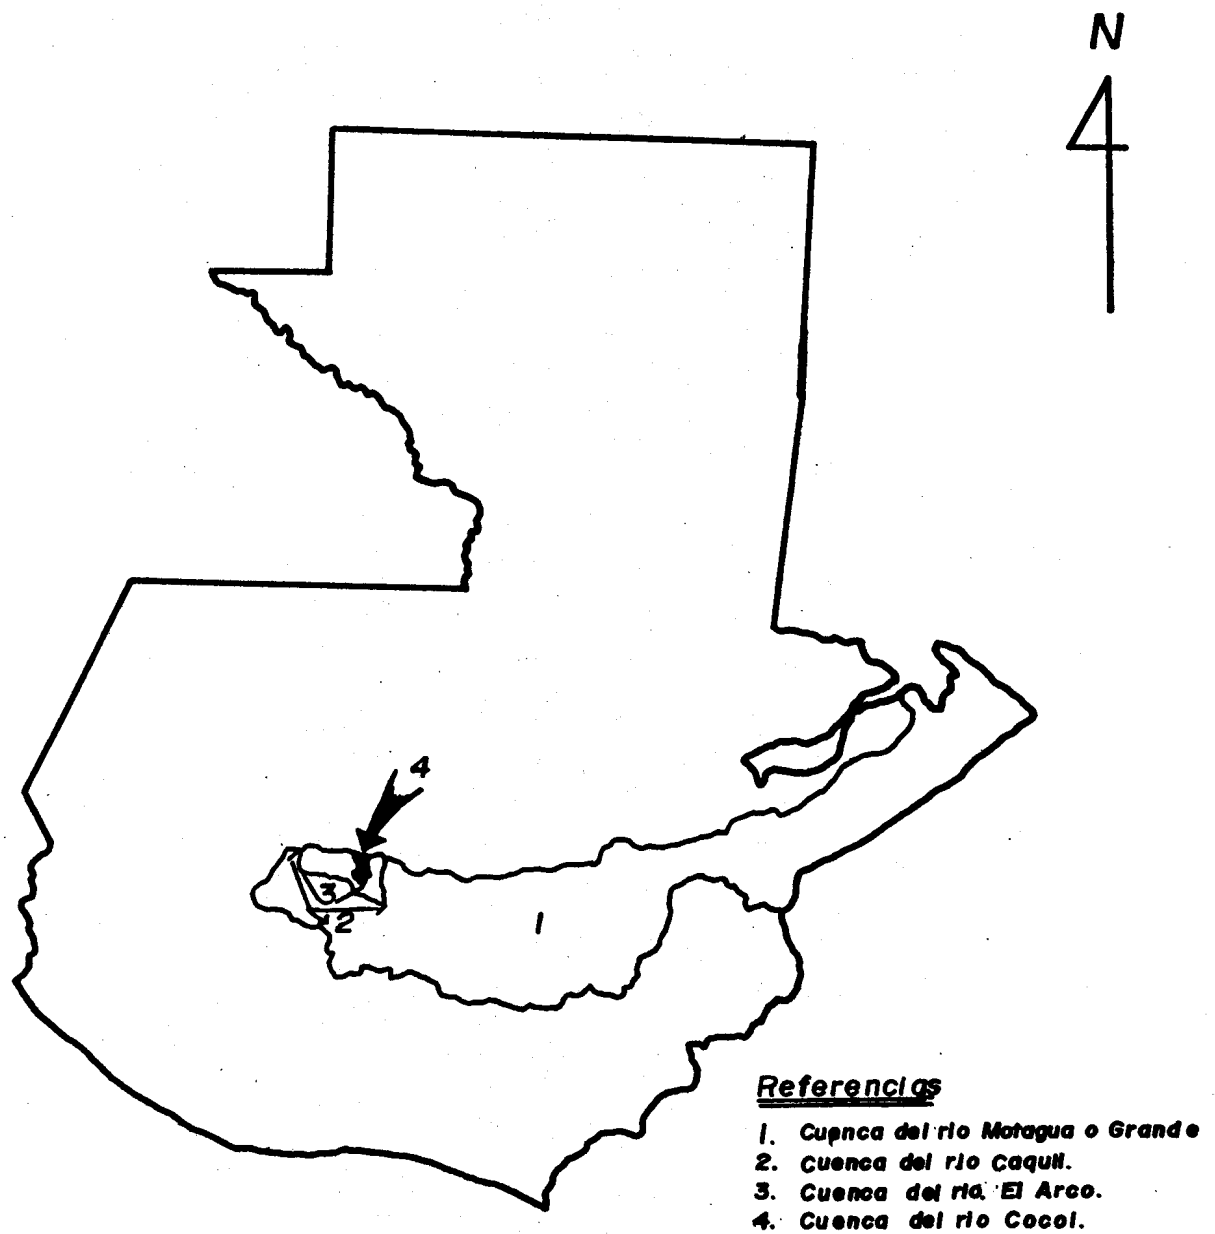 N
4
3
2
1
Referencias
1. Cuenca del rio Motagua o Grande
2. Cuenca del rio Caquil.
3. Cuenca del rio. El Arco.
4. Cuenca del rio Cocol.